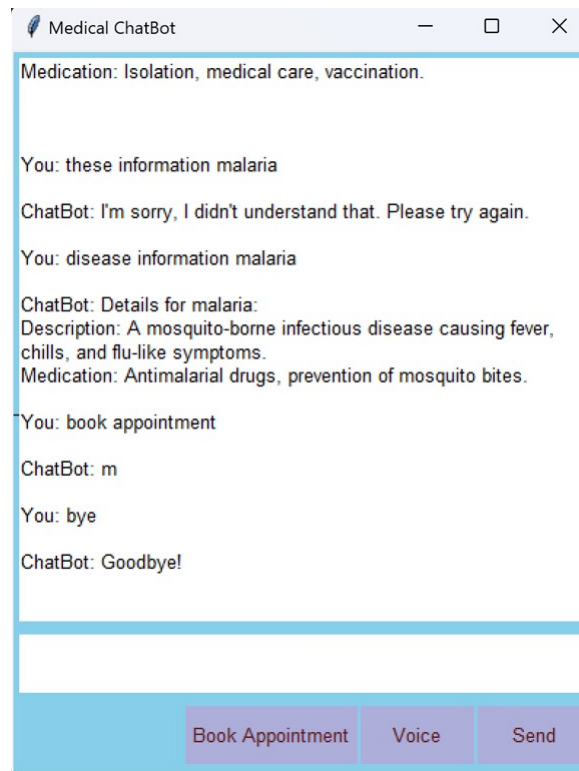 Medical ChatBot
Medication: Isolation, medical care, vaccination.
You: these information malaria
ChatBot: I'm sorry, I didn't understand that. Please try again.
You: disease information malaria
ChatBot: Details for malaria:
Description: A mosquito-borne infectious disease causing fever,
chills, and flu-like symptoms.
Medication: Antimalarial drugs, prevention of mosquito bites.
You: book appointment
ChatBot: m
You: bye
ChatBot: Goodbye!
Book Appointment Voice Send